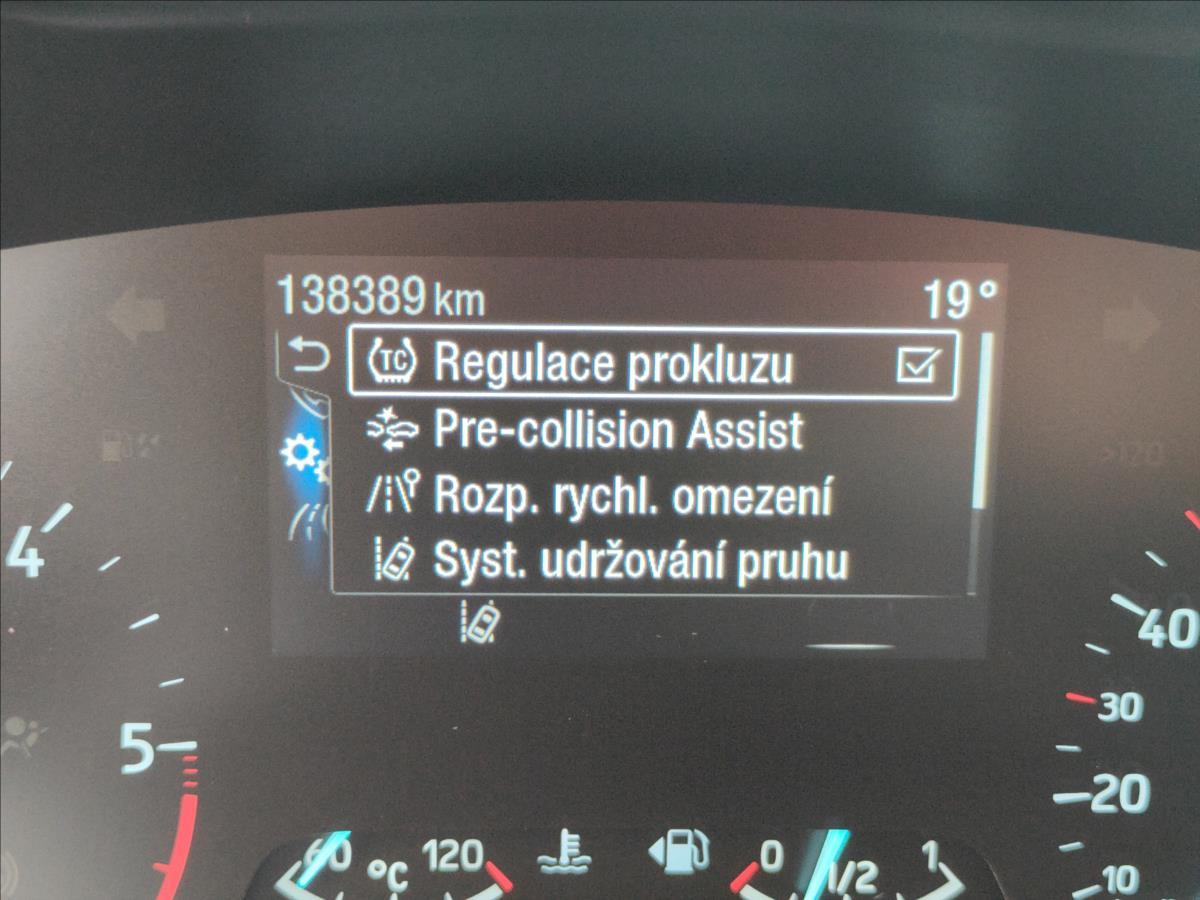 138389 km 19°
TC Regulace prokluzu
Pre-collision Assist
Rozp. rychl. omezení
Syst. udržování pruhu
4
5
40
30
20
10
60 °C 120
0 1/2 1